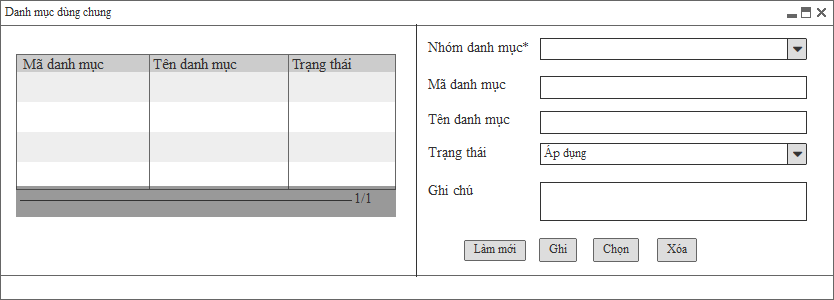 Danh mục dùng chung
Mã danh mục Tên danh mục Trạng thái
1/1
Nhóm danh mục*
Mã danh mục
Tên danh mục
Trạng thái Áp dụng
Ghi chú
Làm mới Ghi Chọn Xóa